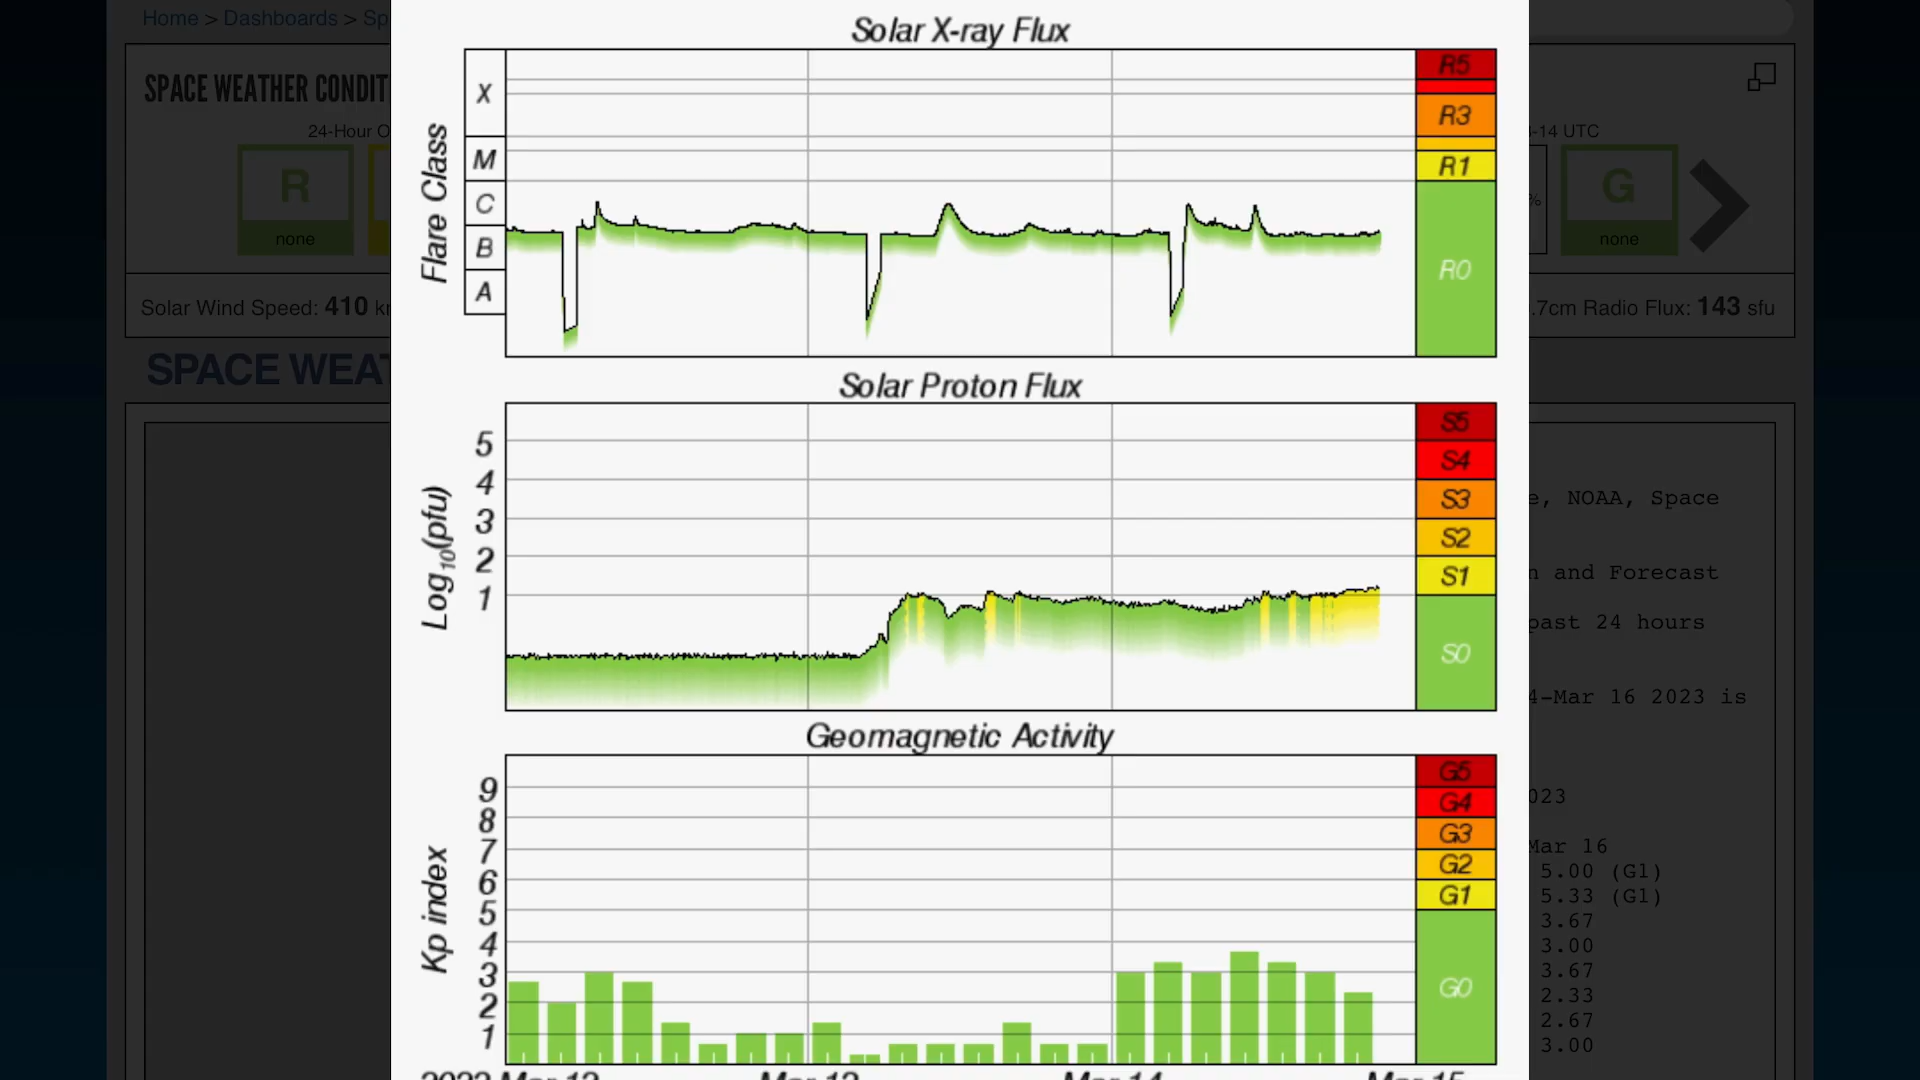 Home > Dashboards > Sp
SPACE WEATHER CONDIT
24-Hour O
R
none
Solar Wind Speed: 410 k
SPACE WEAT
Solar X-ray Flux
Flare Class
X
M
C
B
A
R5
R3
R1
R0
Solar Proton Flux
Log10(pfu)
5
4
3
2
1
S5
S4
S3
S2
S1
S0
Geomagnetic Activity
Kp index
9
8
7
6
5
4
3
2
1
G5
G4
G3
G2
G1
G0
-14 UTC
%
G
none
.7cm Radio Flux: 143 sfu
e, NOAA, Space
n and Forecast
past 24 hours
4-Mar 16 2023 is
023
Mar 16
5.00 (G1)
5.33 (G1)
3.67
3.00
3.67
2.33
2.67
3.00